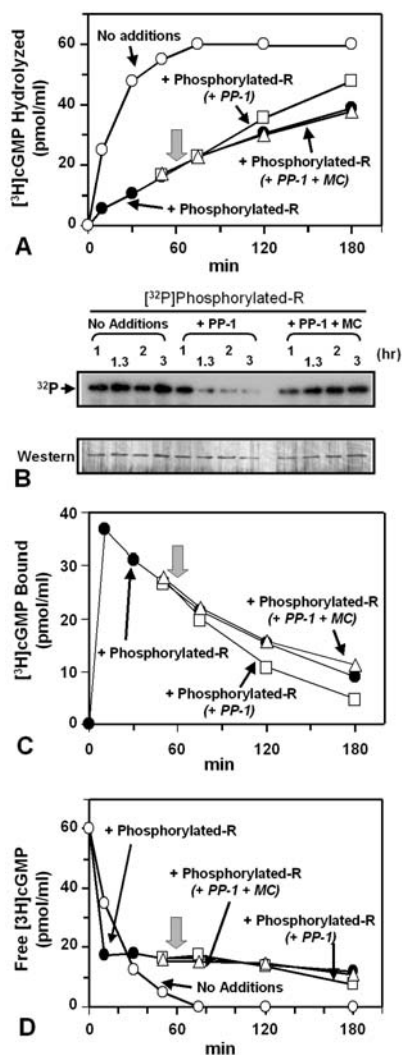 60
40
20
0
[³H]cGMP Hydrolyzed
(pmol/ml)
No additions
+ Phosphorylated-R
(+ PP-1)
+ Phosphorylated-R
(+ PP-1 + MC)
+ Phosphorylated-R
0 60 120 180
min
A
[³²P]Phosphorylated-R
No Additions + PP-1 + PP-1 + MC
1 1.3 2 3 1 1.3 2 3 1 1.3 2 3 (hr)
³²P
Western
B
40
30
20
10
0
[³H]cGMP Bound
(pmol/ml)
+ Phosphorylated-R
+ Phosphorylated-R
(+ PP-1 + MC)
+ Phosphorylated-R
(+ PP-1)
0 60 120 180
min
C
60
40
20
0
Free [3H]cGMP
(pmol/ml)
+ Phosphorylated-R
+ Phosphorylated-R
(+ PP-1 + MC)
+ Phosphorylated-R
(+ PP-1)
No Additions
0 60 120 180
min
D